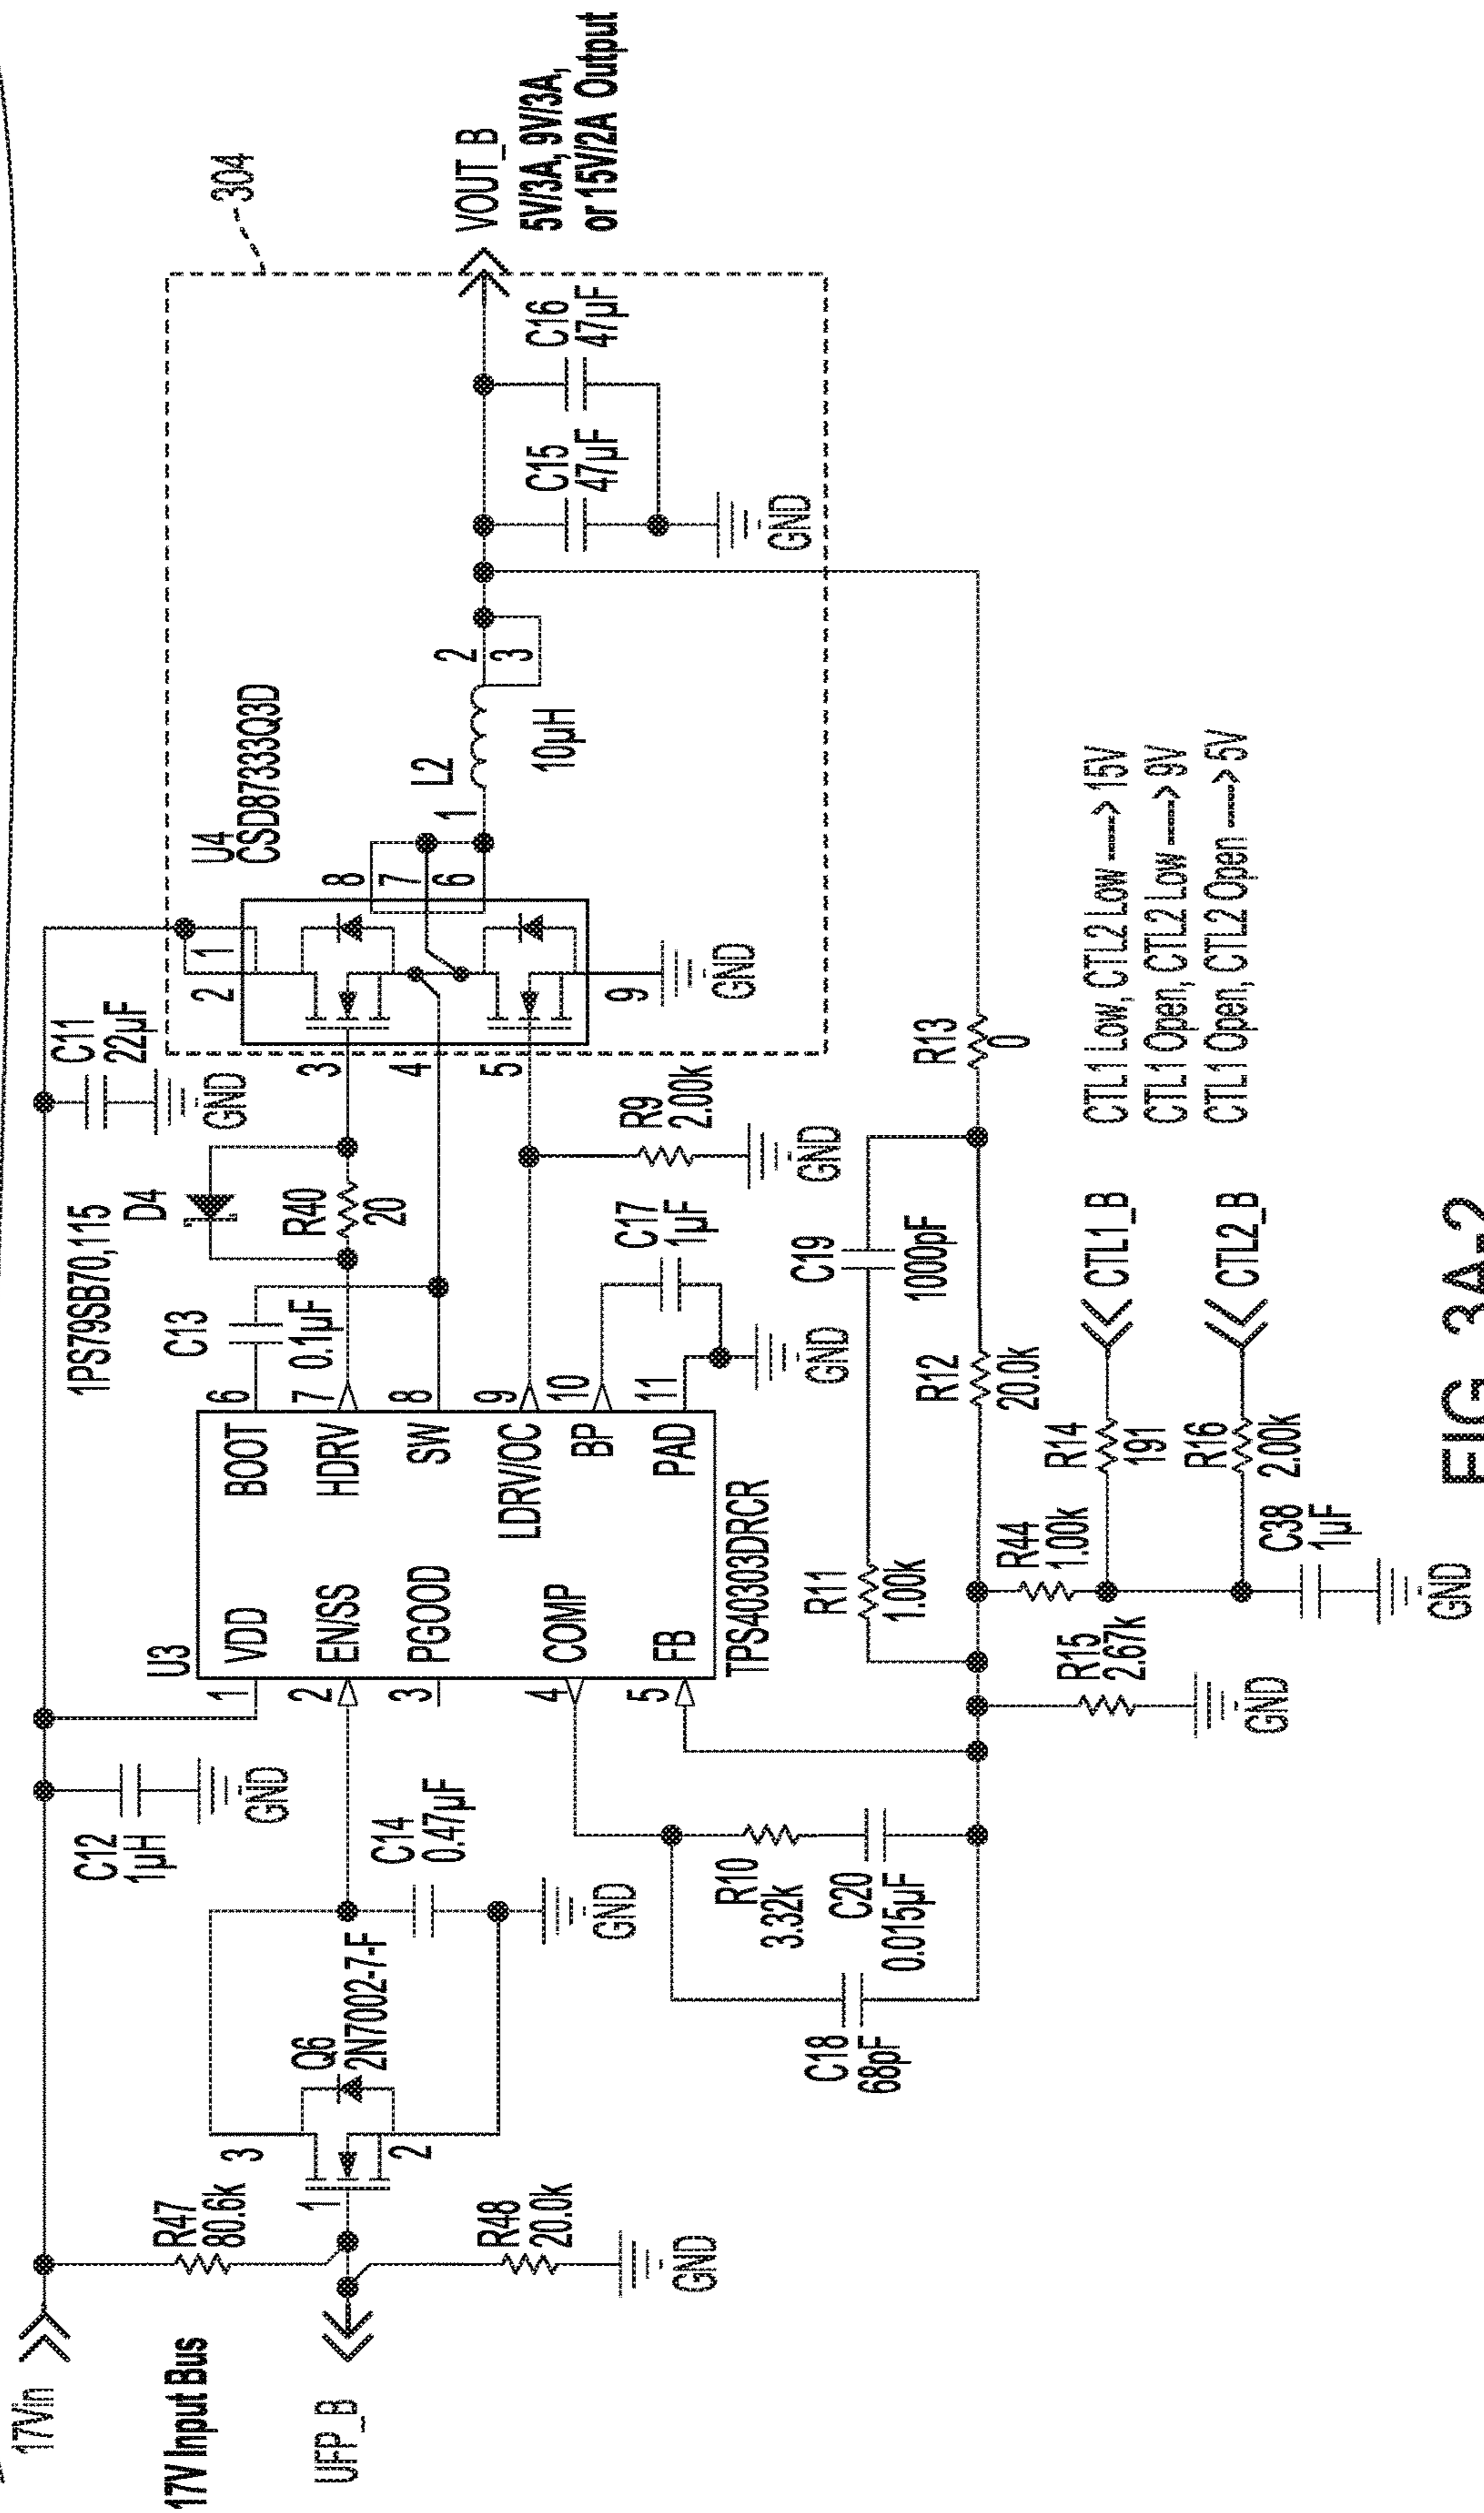 17Vin
17V Input Bus
UFP_B
R47
80.6k
R48
20.0k
GND
1
3
2
Q6
2N7002-7-F
C12
1µH
GND
C14
0.47µF
GND
C18
68pF
R10
3.32k
C20
0.015µF
U3
1
VDD
2
EN/SS
3
PGOOD
4
COMP
5
FB
BOOT
6
HDRV
7
SW
8
LDRV/OC
9
BP
10
PAD
11
TPS40303DRCR
C13
0.1µF
1PS79SB70,115
D4
R40
20
C11
22µF
GND
C17
1µF
GND
R9
2.00k
GND
U4
CSD87333Q3D
2
1
3
4
5
8
7
6
9
GND
L2
1
2
3
10µH
C15
47µF
C16
47µF
GND
304
VOUT_B
5V/3A, 9V/3A,
or 15V/2A Output
R11
1.00k
C19
1000pF
R12
20.0k
R13
0
R15
2.67k
GND
R44
1.00k
R14
191
CTL1_B
R16
2.00k
CTL2_B
C38
1µF
GND
CTL1 Low, CTL2 Low ----> 15V
CTL1 Open, CTL2 Low ----> 9V
CTL1 Open, CTL2 Open ----> 5V
FIG. 3A-2